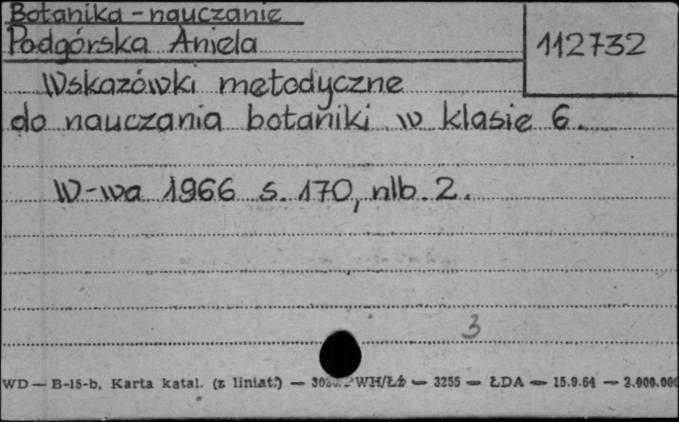 Botanika - nauczanie
Podgórska Aniela
112732
Wskazówki metodyczne
do nauczania botaniki w klasie 6.
W-wa 1966 s. 170, nlb. 2.
3
WD — B-15-b, Karta katal. (z liniat.) — WH/Łż — 3255 — ŁDA — 15.9.64 — 2.000.000